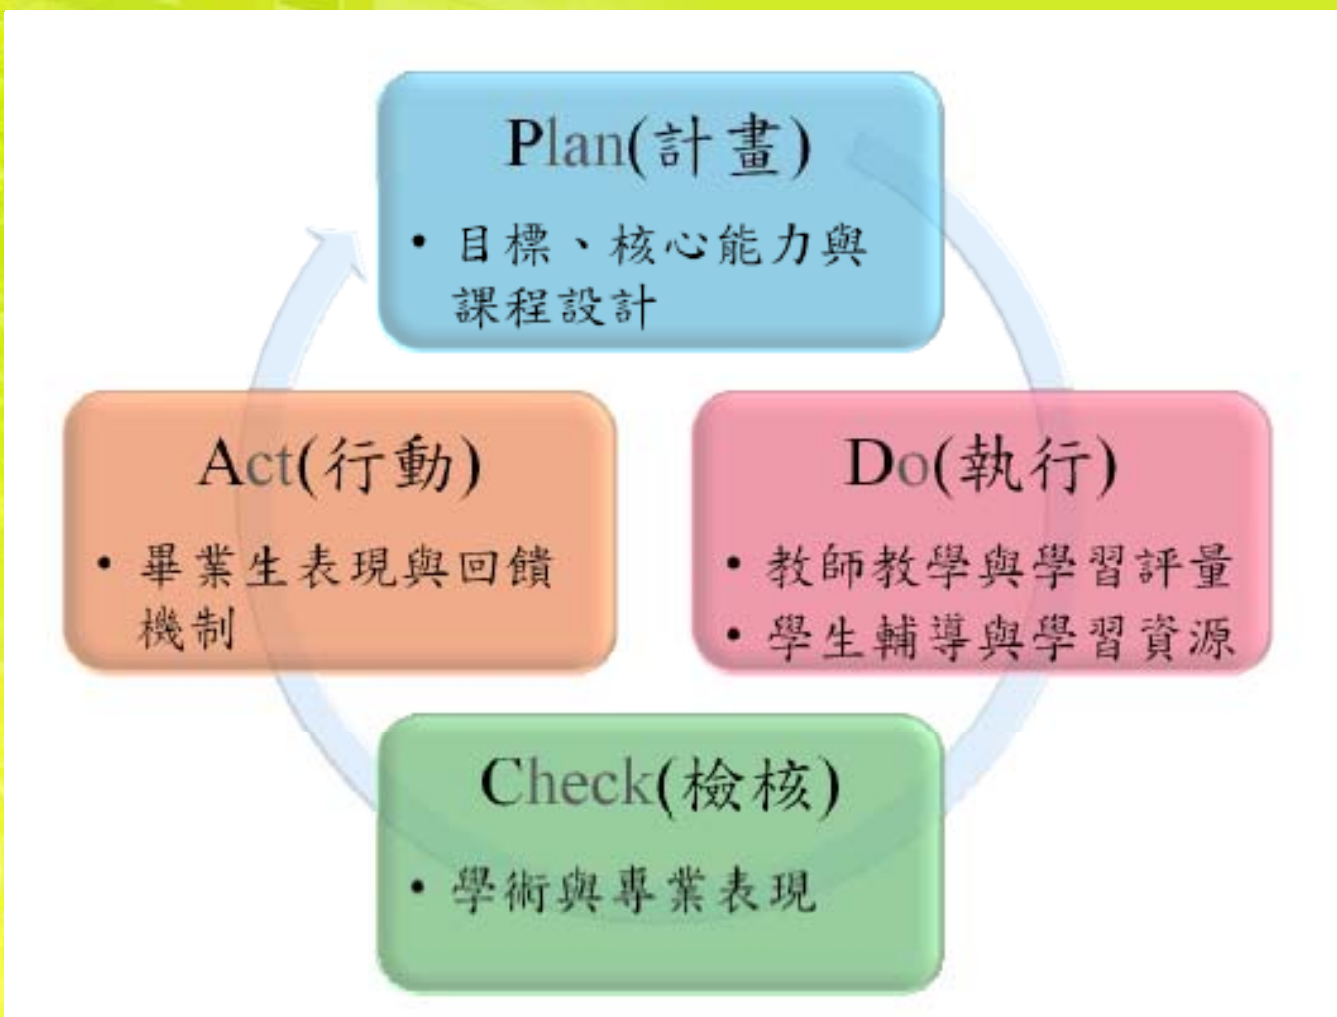 Plan(計畫)
• 目標、核心能力與
課程設計
Act(行動)
• 畢業生表現與回饋
機制
Do(執行)
• 教師教學與學習評量
• 學生輔導與學習資源
Check(檢核)
• 學術與專業表現